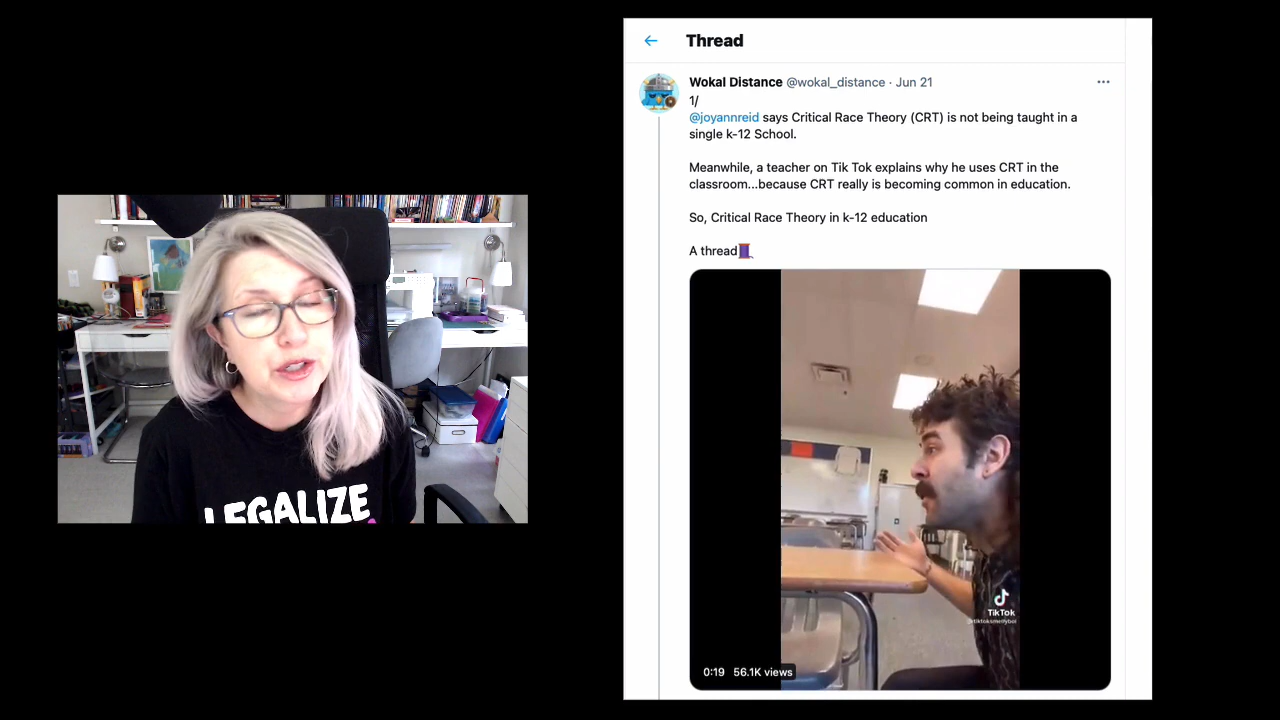 Thread
Wokal Distance @wokal_distance · Jun 21
1/
@joyannreid says Critical Race Theory (CRT) is not being taught in a
single k-12 School.
Meanwhile, a teacher on Tik Tok explains why he uses CRT in the
classroom...because CRT really is becoming common in education.
So, Critical Race Theory in k-12 education
A thread🧵
LEGALIZE
TikTok
0:19 56.1K views